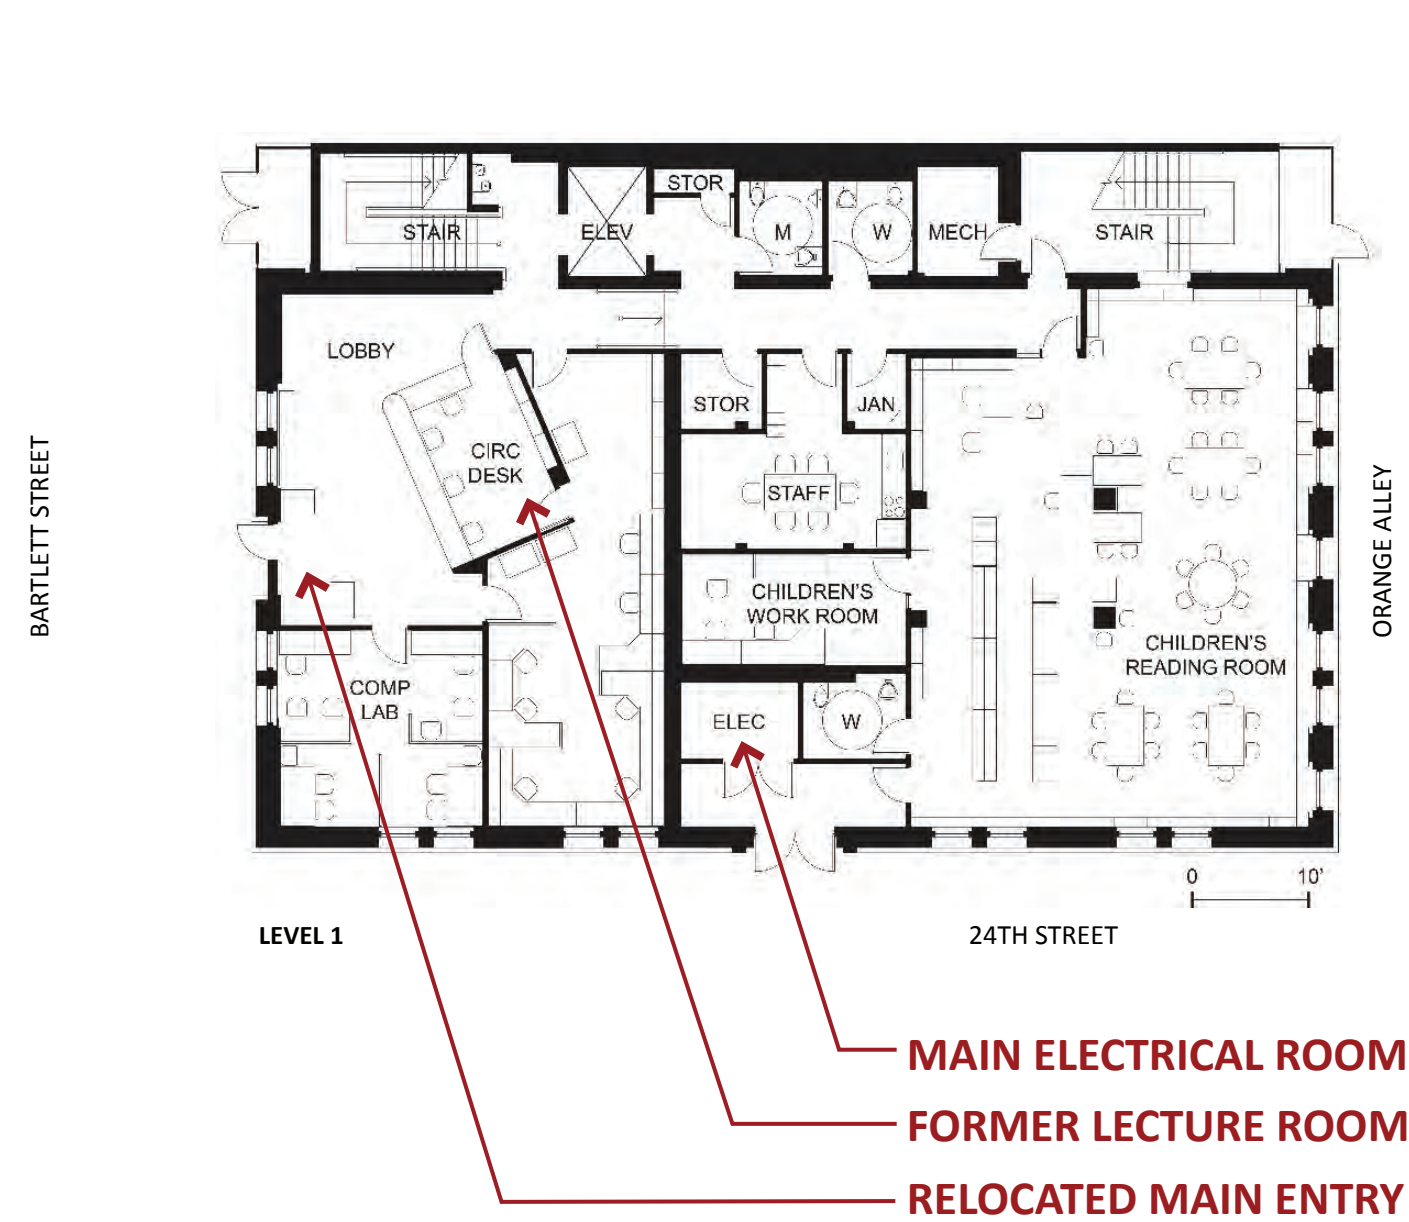 STOR
STAIR
ELEV
M
W
MECH
STAIR
LOBBY
STOR
JAN
CIRC
DESK
STAFF
BARTLETT STREET
ORANGE ALLEY
CHILDREN'S
WORK ROOM
CHILDREN'S
READING ROOM
COMP
LAB
ELEC
W
0 10'
LEVEL 1
24TH STREET
MAIN ELECTRICAL ROOM
FORMER LECTURE ROOM
RELOCATED MAIN ENTRY